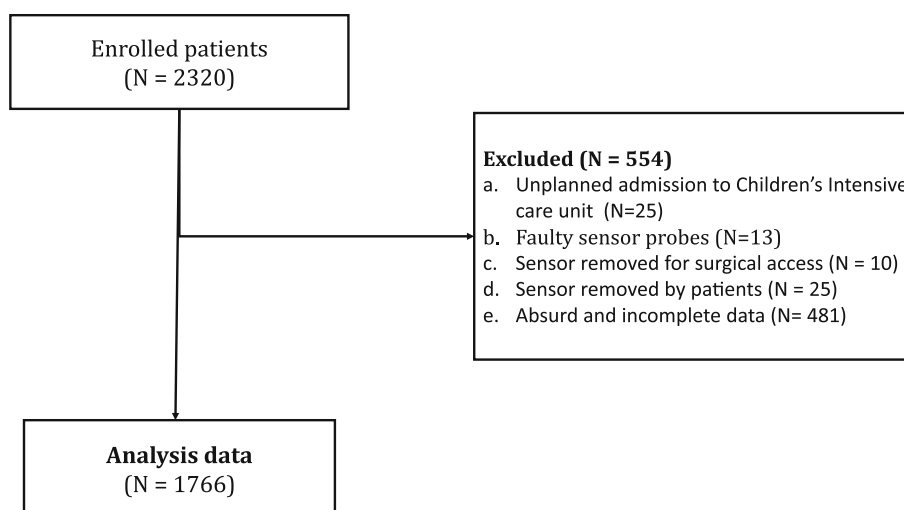 Enrolled patients
(N = 2320)
Excluded (N = 554)
a. Unplanned admission to Children's Intensive
care unit (N=25)
b. Faulty sensor probes (N=13)
c. Sensor removed for surgical access (N = 10)
d. Sensor removed by patients (N = 25)
e. Absurd and incomplete data (N= 481)
Analysis data
(N = 1766)